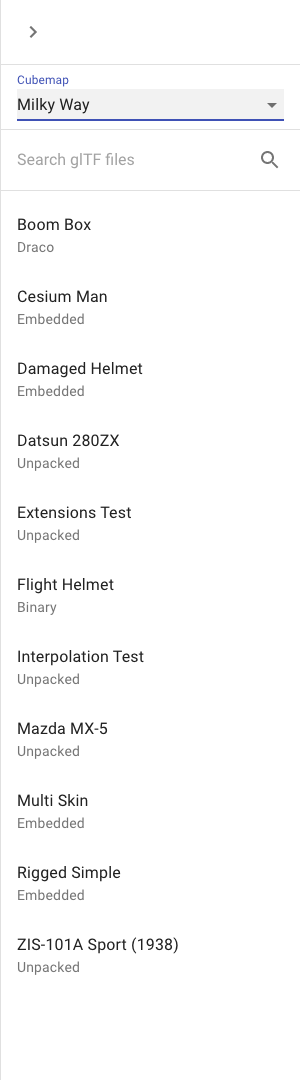 Cubemap
Milky Way
Search glTF files
Boom Box
Draco
Cesium Man
Embedded
Damaged Helmet
Embedded
Datsun 280ZX
Unpacked
Extensions Test
Unpacked
Flight Helmet
Binary
Interpolation Test
Unpacked
Mazda MX-5
Unpacked
Multi Skin
Embedded
Rigged Simple
Embedded
ZIS-101A Sport (1938)
Unpacked